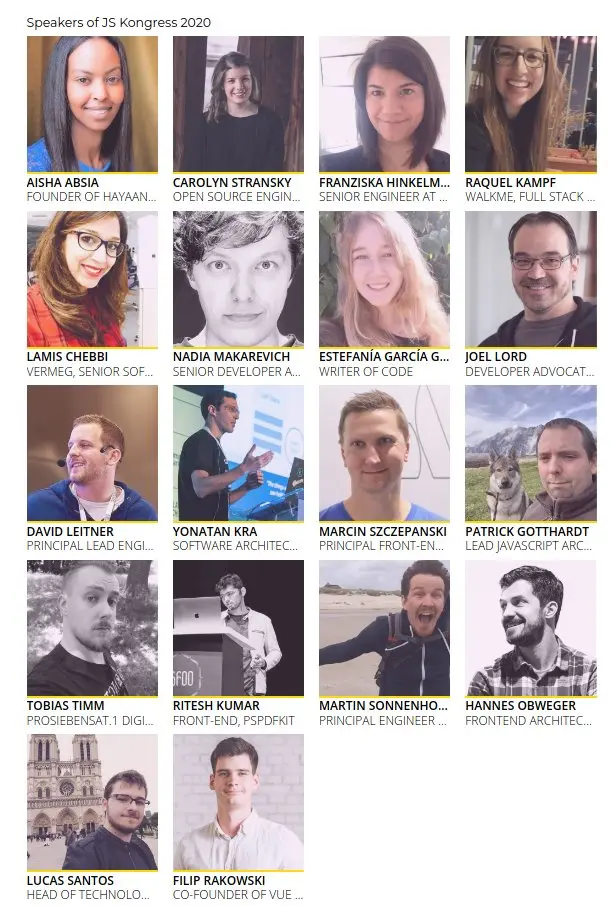 Speakers of JS Kongress 2020
AISHA ABSIA
FOUNDER OF HAYAAN...
CAROLYN STRANSKY
OPEN SOURCE ENGIN...
FRANZISKA HINKELM...
SENIOR ENGINEER AT ...
RAQUEL KAMPF
WALKME, FULL STACK ...
LAMIS CHEBBI
VERMEG, SENIOR SOF...
NADIA MAKAREVICH
SENIOR DEVELOPER A...
ESTEFANÍA GARCÍA G...
WRITER OF CODE
JOEL LORD
DEVELOPER ADVOCAT...
DAVID LEITNER
PRINCIPAL LEAD ENGI...
YONATAN KRA
SOFTWARE ARCHITEC...
MARCIN SZCZEPANSKI
PRINCIPAL FRONT-EN...
PATRICK GOTTHARDT
LEAD JAVASCRIPT ARC...
TOBIAS TIMM
PROSIEBENSAT.1 DIGI...
RITESH KUMAR
FRONT-END, PSPDFKIT
MARTIN SONNENHO...
PRINCIPAL ENGINEER ...
HANNES OBWEGER
FRONTEND ARCHITEC...
LUCAS SANTOS
HEAD OF TECHNOLO...
FILIP RAKOWSKI
CO-FOUNDER OF VUE ...